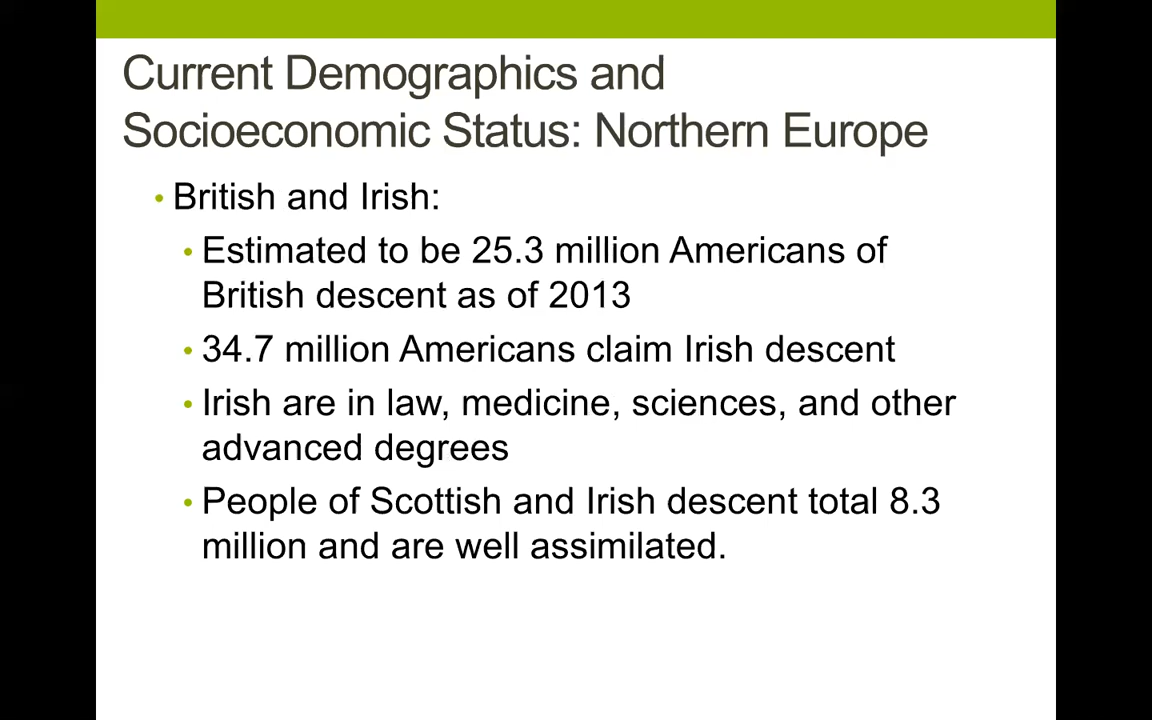 Current Demographics and
Socioeconomic Status: Northern Europe
• British and Irish:
• Estimated to be 25.3 million Americans of
British descent as of 2013
• 34.7 million Americans claim Irish descent
• Irish are in law, medicine, sciences, and other
advanced degrees
• People of Scottish and Irish descent total 8.3
million and are well assimilated.